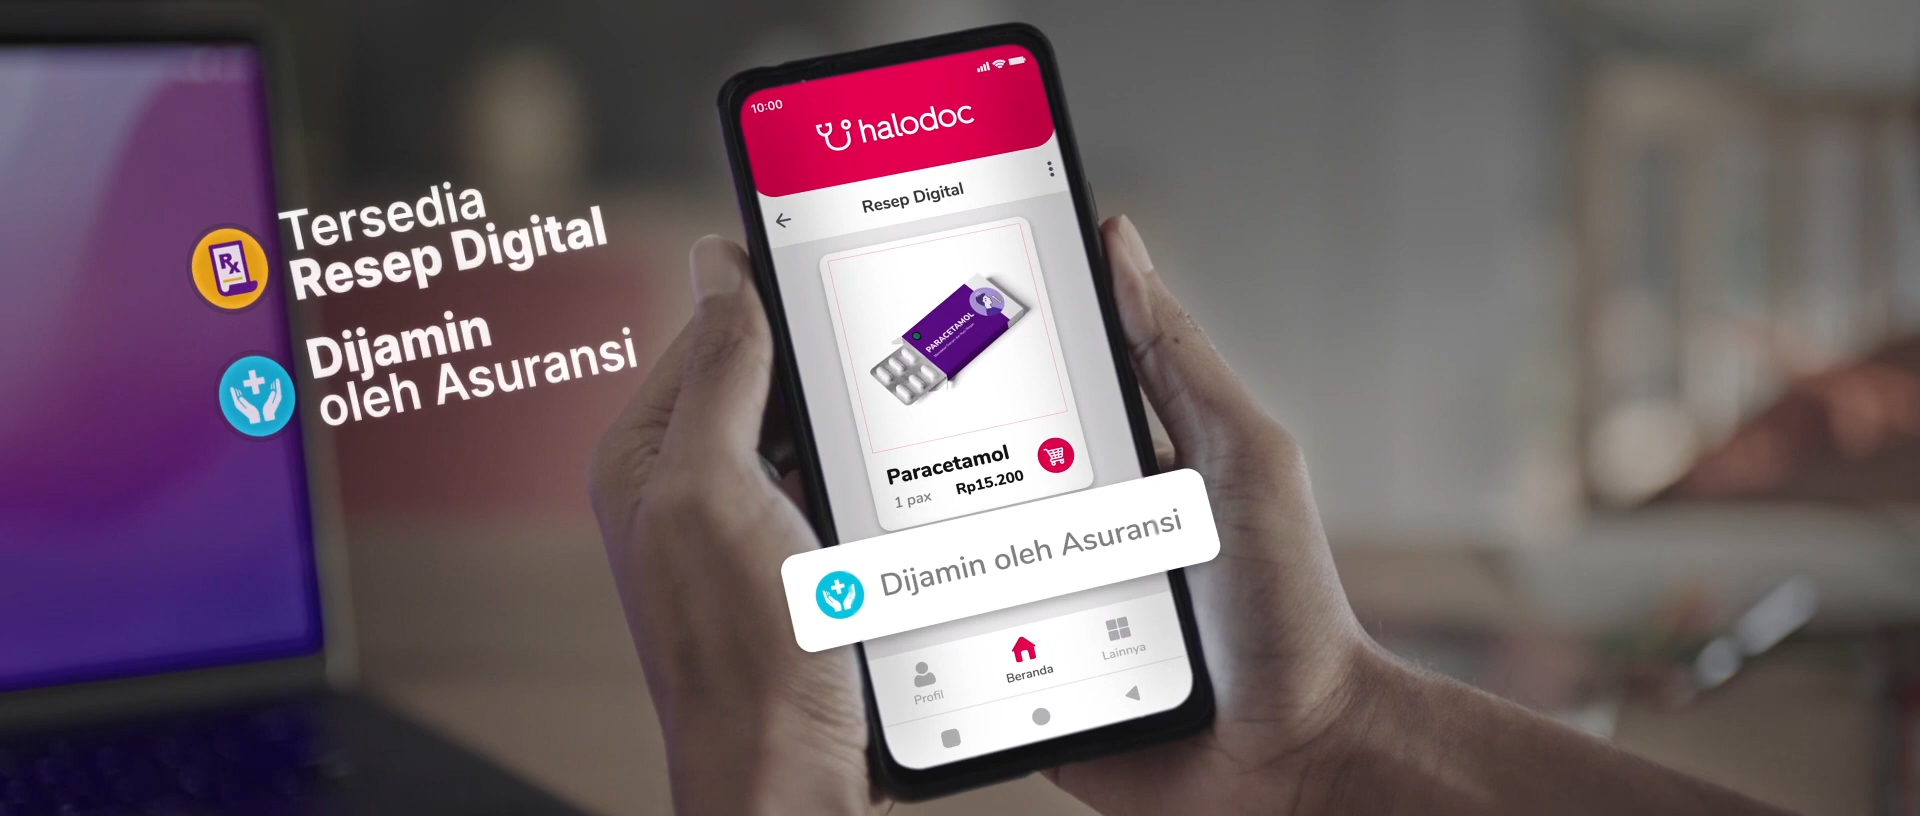 Tersedia
Resep Digital
Dijamin
oleh Asuransi
10:00
halodoc
Resep Digital
PARACETAMOL
Paracetamol
1 pax
Rp15.200
Dijamin oleh Asuransi
Profil
Beranda
Lainnya